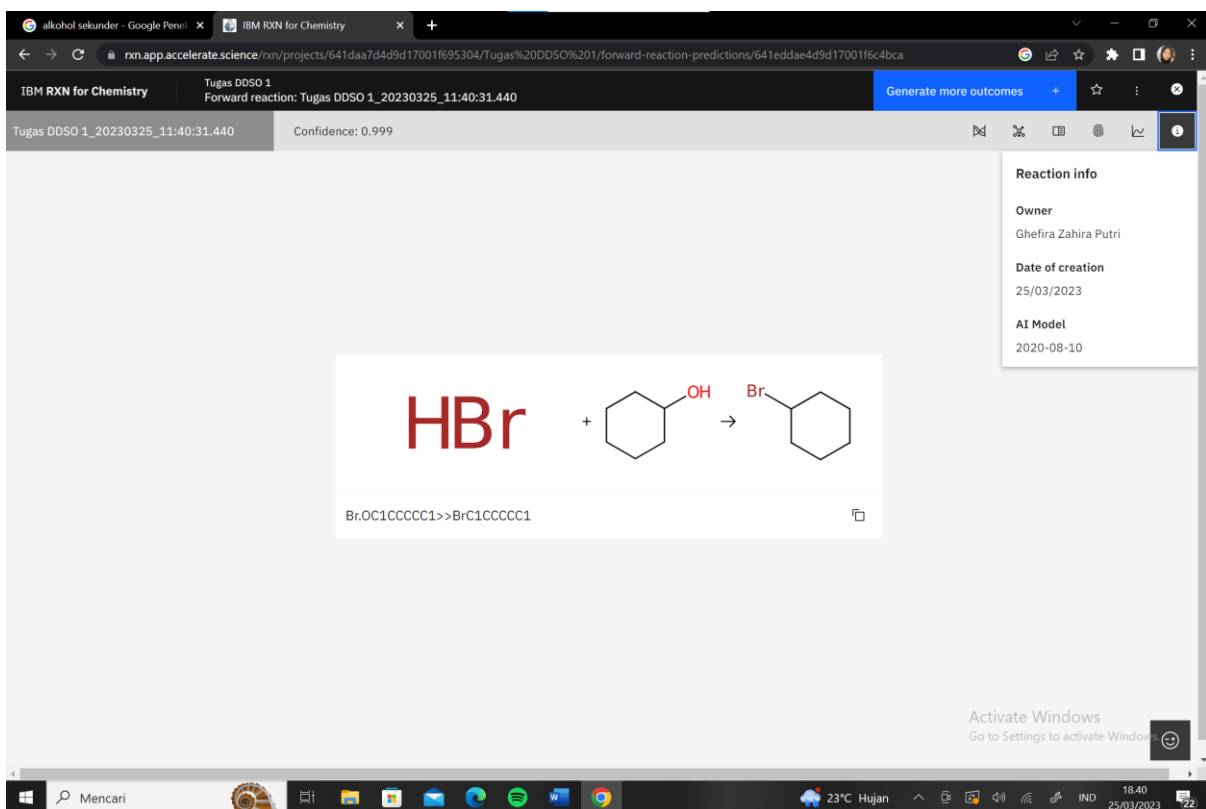 alkohol sekunder - Google Penel
IBM RXN for Chemistry
rxn.app.accelerate.science/rxn/projects/641daa7d4d9d17001f695304/Tugas%20DDSO%201/forward-reaction-predictions/641eddae4d9d17001f6c4bca
IBM RXN for Chemistry
Tugas DDSO 1
Forward reaction: Tugas DDSO 1_20230325_11:40:31.440
Generate more outcomes +
Tugas DDSO 1_20230325_11:40:31.440
Confidence: 0.999
Reaction info
Owner
Ghefira Zahira Putri
Date of creation
25/03/2023
AI Model
2020-08-10
HBr + OH → Br
Br.OC1CCCCC1>>BrC1CCCCC1
Activate Windows
Go to Settings to activate Windows.
Mencari
23°C Hujan
IND
18.40
25/03/2023
22